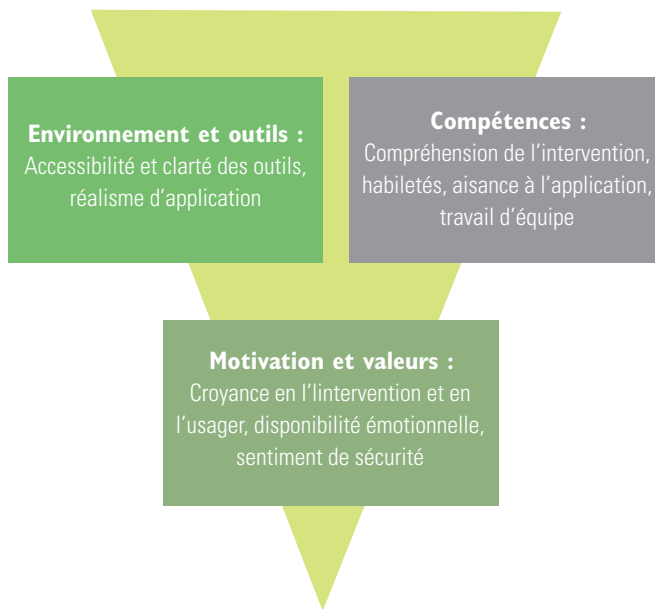 Environnement et outils :
Accessibilité et clarté des outils,
réalisme d'application
Compétences :
Compréhension de l'intervention,
habiletés, aisance à l'application,
travail d'équipe
Motivation et valeurs :
Croyance en l'lintervention et en
l'usager, disponibilité émotionnelle,
sentiment de sécurité